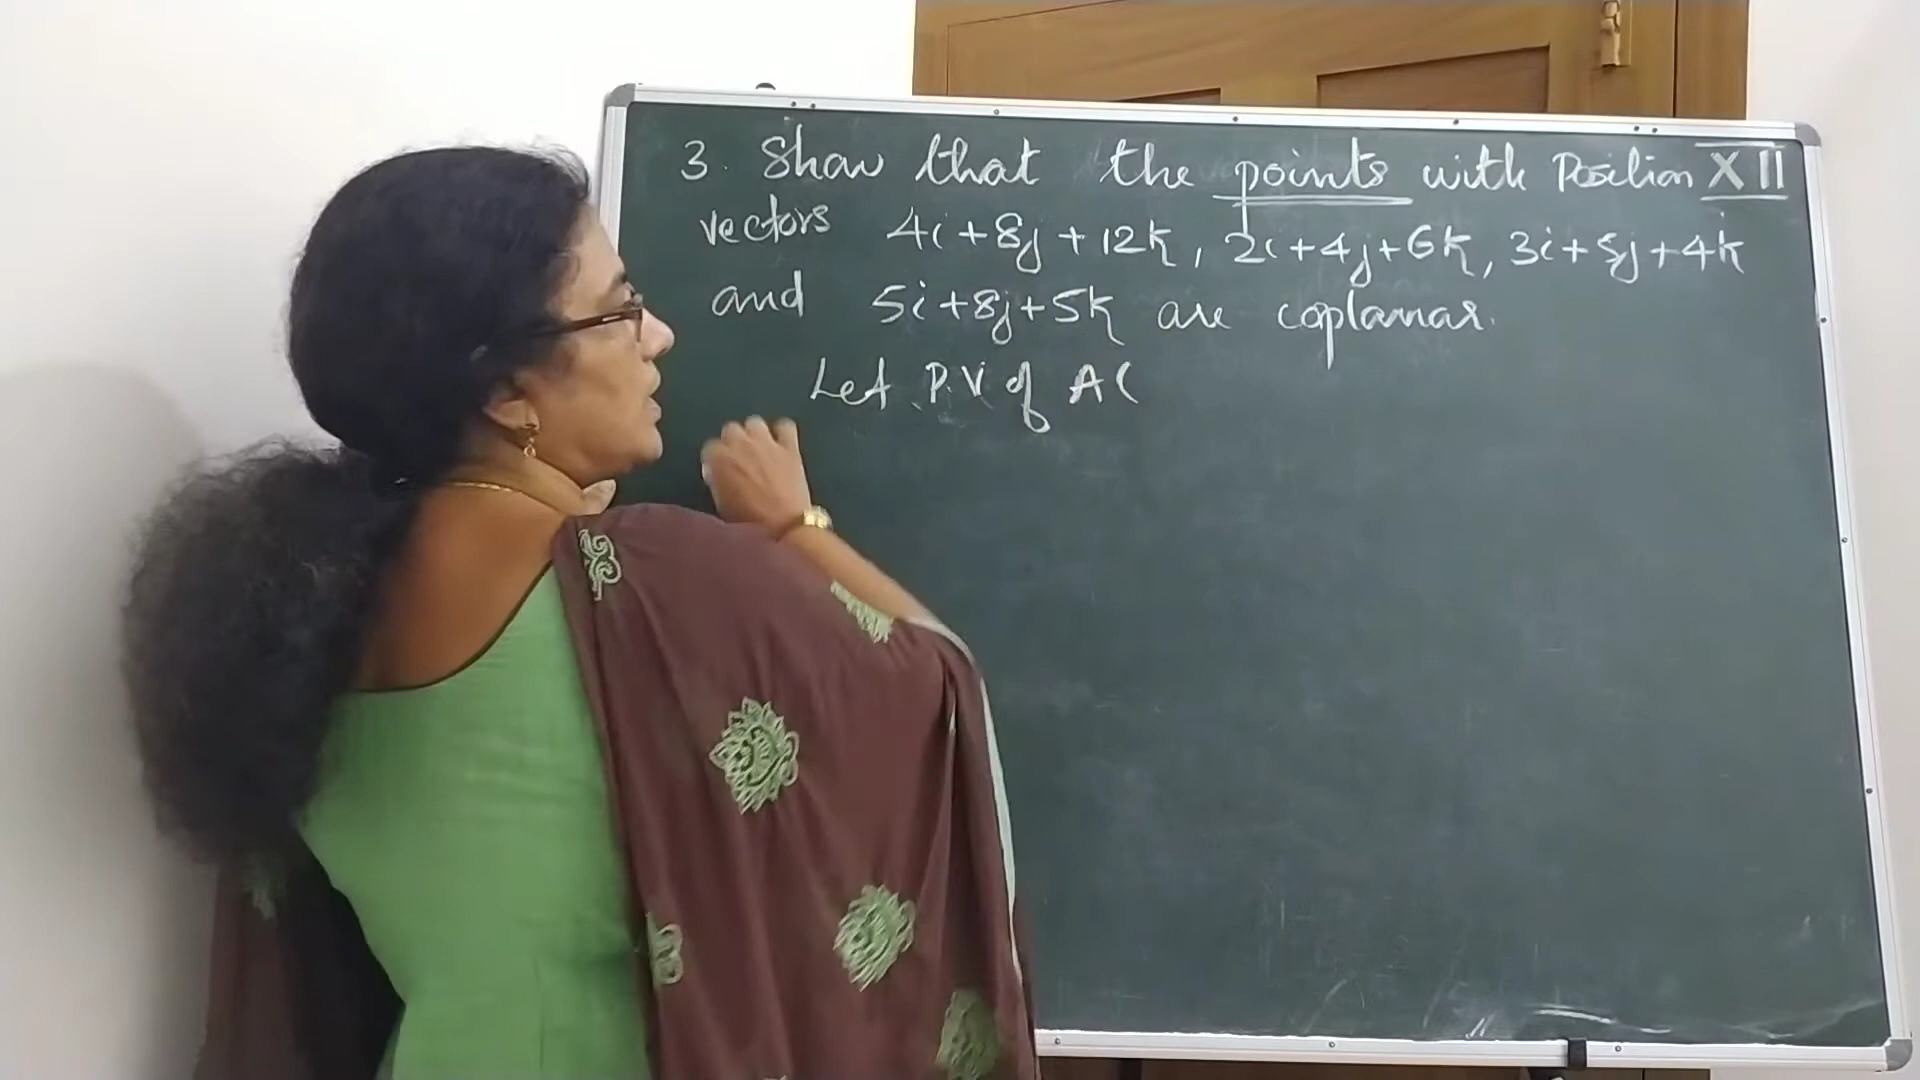 3. Show that the points with Position XII
vectors 4i+8j+12k, 2i+4j+6k, 3i+5j+4k
and 5i+8j+5k are coplanar.
Let P.V of A(